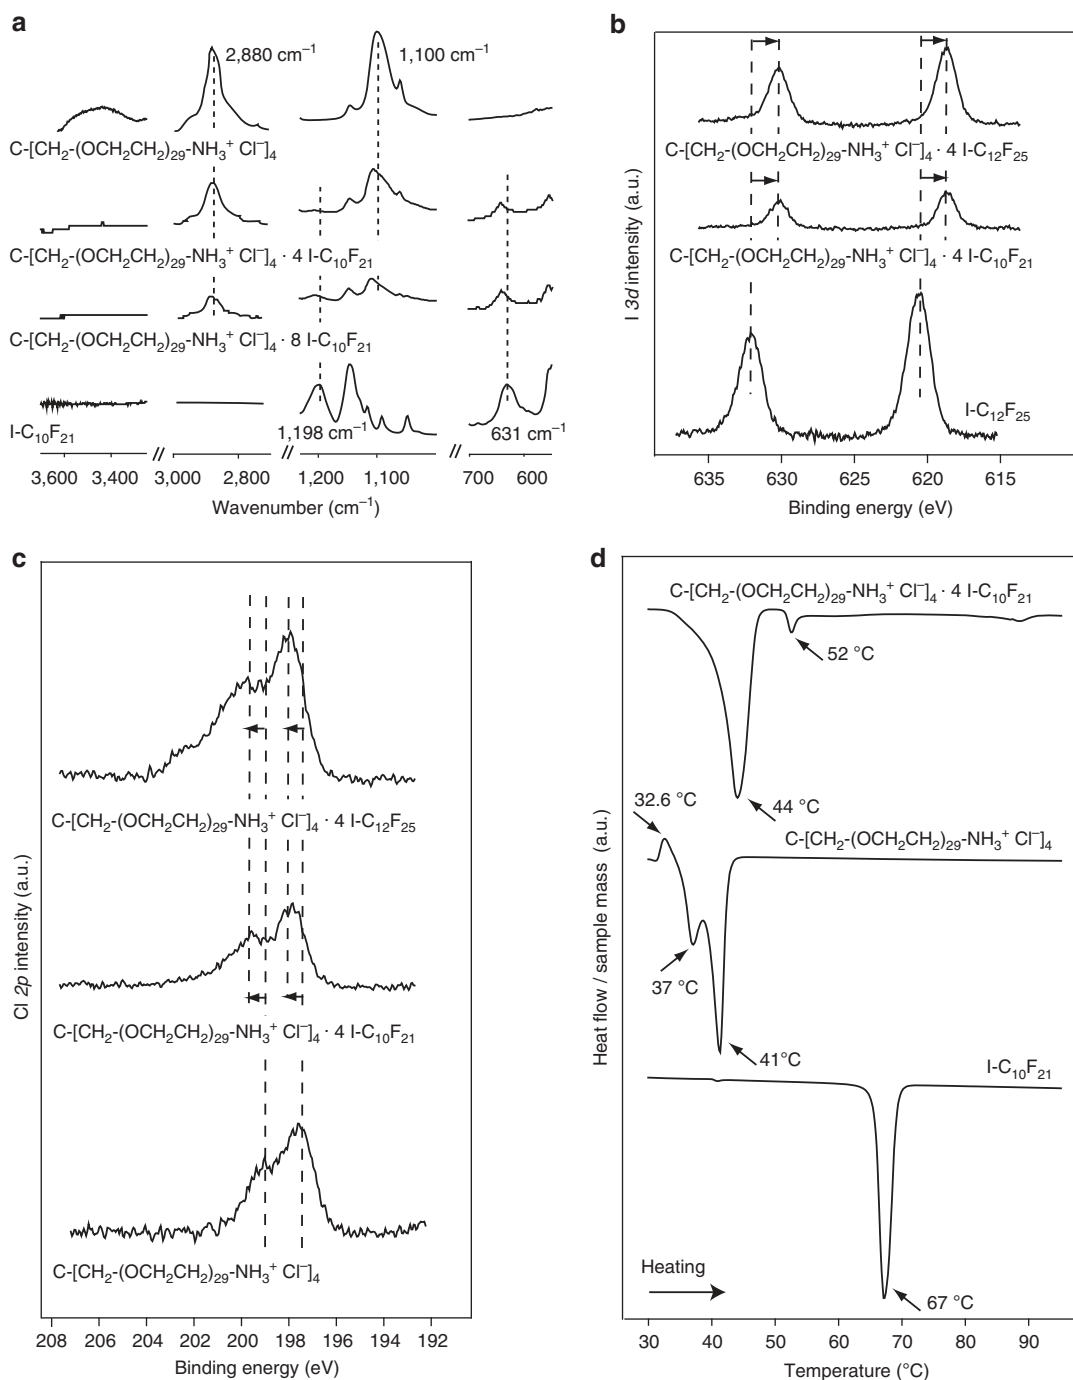 a
2,880 cm⁻¹
1,100 cm⁻¹
C-[CH₂-(OCH₂CH₂)₂₉-NH₃⁺ Cl⁻]₄
C-[CH₂-(OCH₂CH₂)₂₉-NH₃⁺ Cl⁻]₄ · 4 I-C₁₀F₂₁
C-[CH₂-(OCH₂CH₂)₂₉-NH₃⁺ Cl⁻]₄ · 8 I-C₁₀F₂₁
I-C₁₀F₂₁
1,198 cm⁻¹
631 cm⁻¹
3,600 3,400 3,000 2,800 1,200 1,100 700 600
Wavenumber (cm⁻¹)
b
I 3d intensity (a.u.)
C-[CH₂-(OCH₂CH₂)₂₉-NH₃⁺ Cl⁻]₄ · 4 I-C₁₂F₂₅
C-[CH₂-(OCH₂CH₂)₂₉-NH₃⁺ Cl⁻]₄ · 4 I-C₁₀F₂₁
I-C₁₂F₂₅
635 630 625 620 615
Binding energy (eV)
c
Cl 2p intensity (a.u.)
C-[CH₂-(OCH₂CH₂)₂₉-NH₃⁺ Cl⁻]₄ · 4 I-C₁₂F₂₅
C-[CH₂-(OCH₂CH₂)₂₉-NH₃⁺ Cl⁻]₄ · 4 I-C₁₀F₂₁
C-[CH₂-(OCH₂CH₂)₂₉-NH₃⁺ Cl⁻]₄
208 206 204 202 200 198 196 194 192
Binding energy (eV)
d
Heat flow / sample mass (a.u.)
C-[CH₂-(OCH₂CH₂)₂₉-NH₃⁺ Cl⁻]₄ · 4 I-C₁₀F₂₁
52 °C
32.6 °C
44 °C
C-[CH₂-(OCH₂CH₂)₂₉-NH₃⁺ Cl⁻]₄
37 °C
41°C
I-C₁₀F₂₁
Heating
67 °C
30 40 50 60 70 80 90
Temperature (°C)